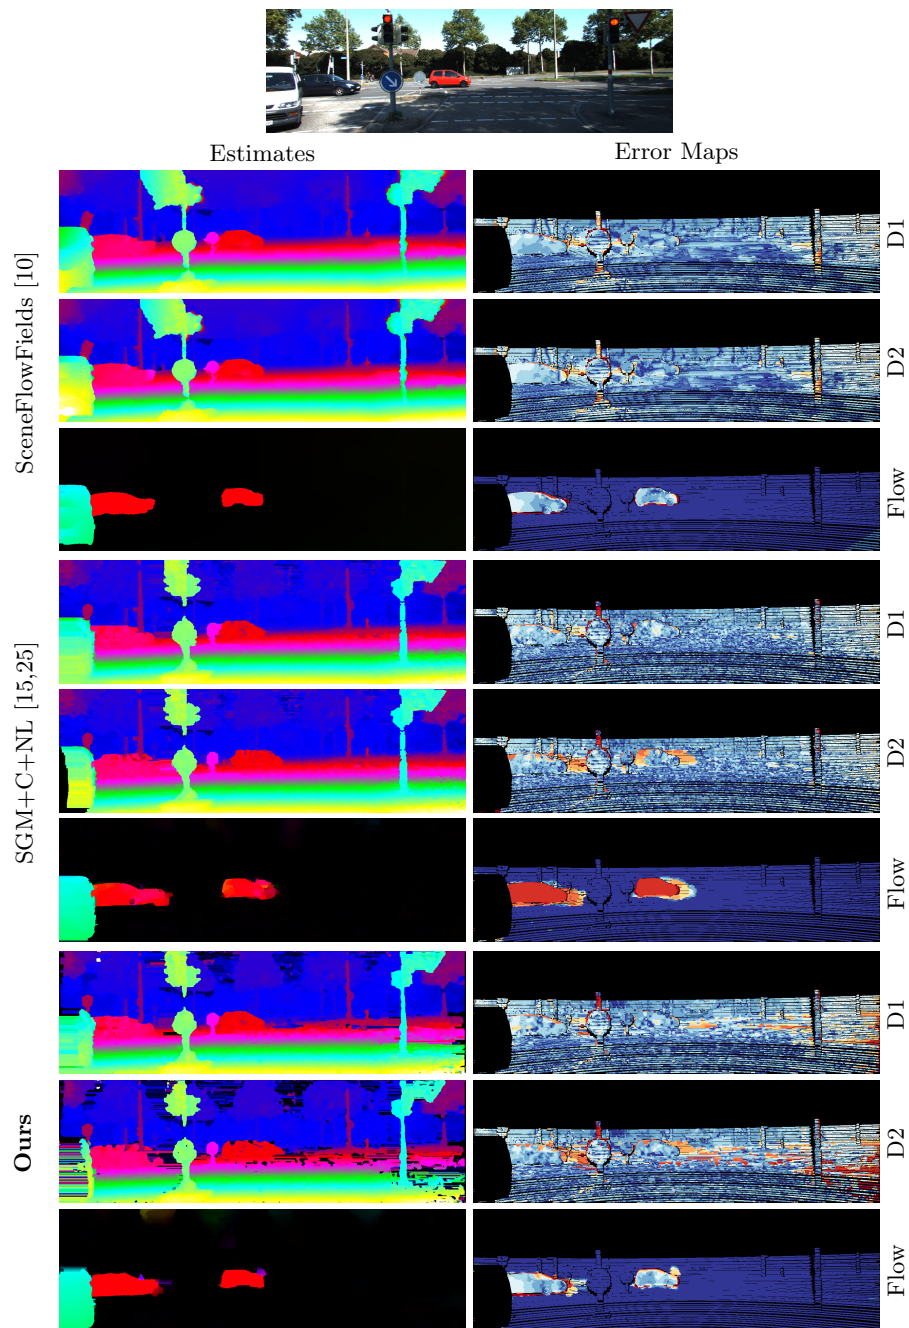 Estimates
Error Maps
SceneFlowFields [10]
D1
D2
Flow
SGM+C+NL [15,25]
D1
D2
Flow
Ours
D1
D2
Flow